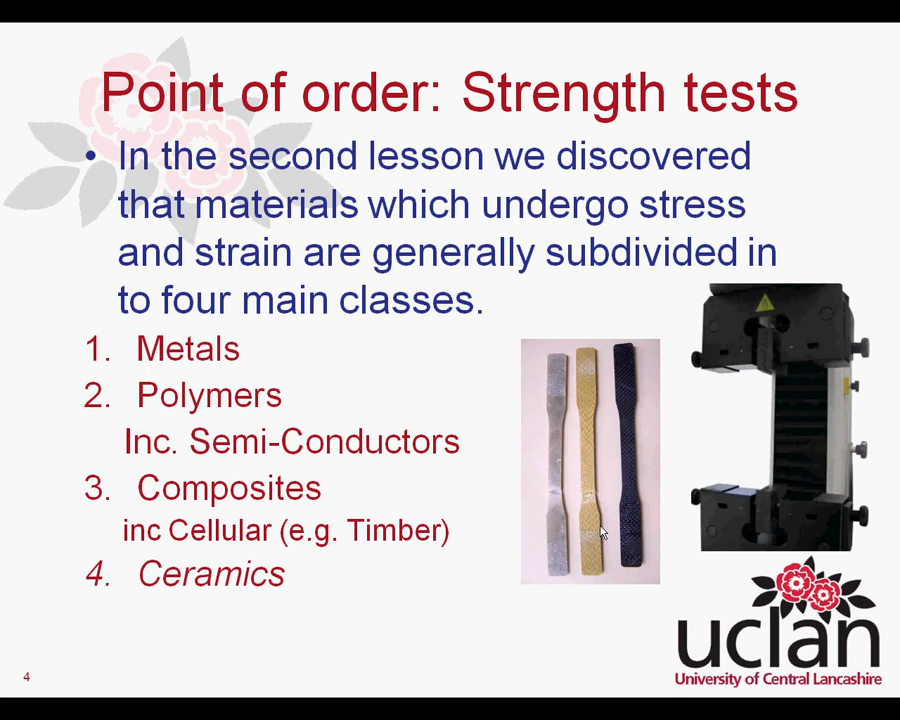 Point of order: Strength tests
• In the second lesson we discovered
that materials which undergo stress
and strain are generally subdivided in
to four main classes.
1. Metals
2. Polymers
Inc. Semi-Conductors
3. Composites
inc Cellular (e.g. Timber)
4. Ceramics
uclan
University of Central Lancashire
4